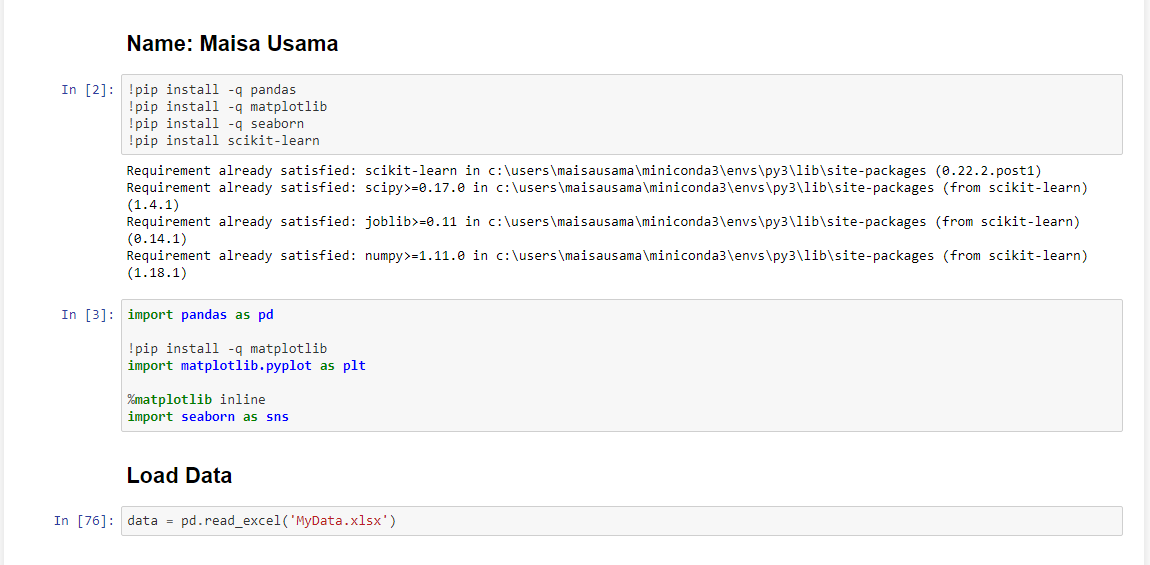 Name: Maisa Usama
In [2]:
!pip install -q pandas
!pip install -q matplotlib
!pip install -q seaborn
!pip install scikit-learn
Requirement already satisfied: scikit-learn in c:\users\maisausama\miniconda3\envs\py3\lib\site-packages (0.22.2.post1)
Requirement already satisfied: scipy>=0.17.0 in c:\users\maisausama\miniconda3\envs\py3\lib\site-packages (from scikit-learn)
(1.4.1)
Requirement already satisfied: joblib>=0.11 in c:\users\maisausama\miniconda3\envs\py3\lib\site-packages (from scikit-learn)
(0.14.1)
Requirement already satisfied: numpy>=1.11.0 in c:\users\maisausama\miniconda3\envs\py3\lib\site-packages (from scikit-learn)
(1.18.1)
In [3]:
import pandas as pd
!pip install -q matplotlib
import matplotlib.pyplot as plt
%matplotlib inline
import seaborn as sns
Load Data
In [76]:
data = pd.read_excel('MyData.xlsx')